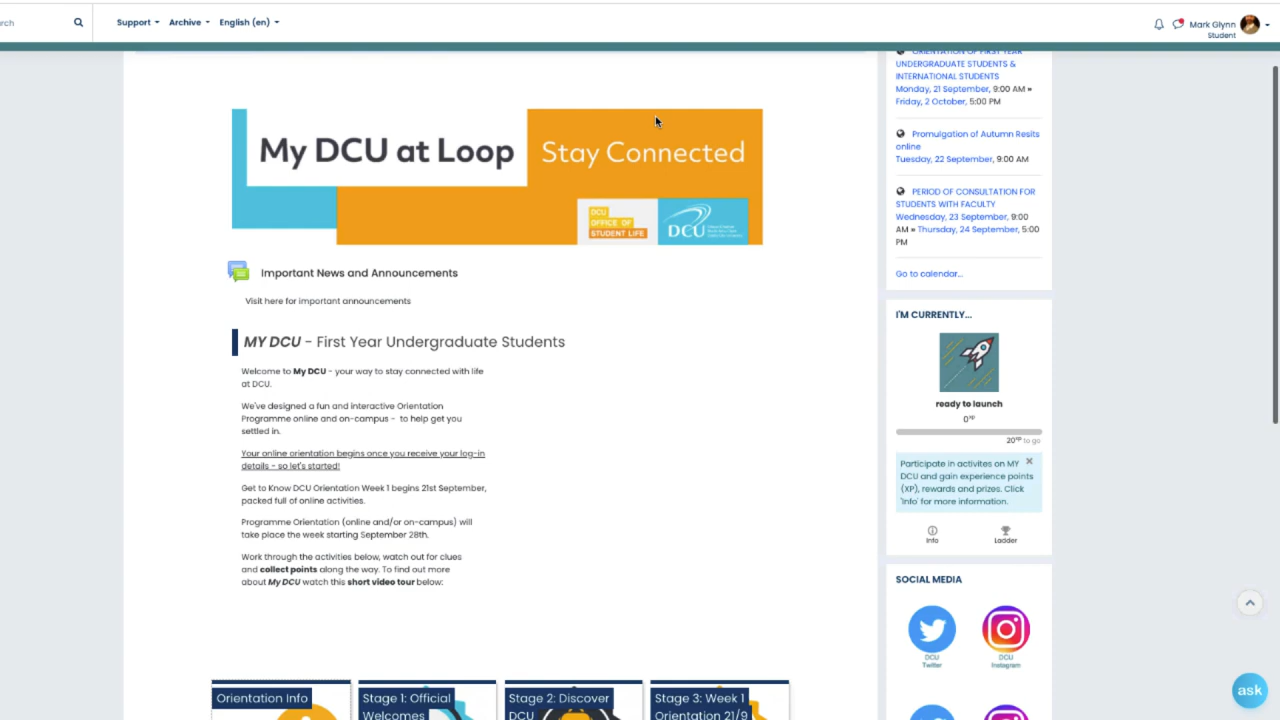 rch
Support
Archive
English (en)
Mark Glynn
Student
My DCU at Loop
Stay Connected
DCU
OFFICE OF
STUDENT LIFE
DCU
Important News and Announcements
Visit here for important announcements
MY DCU - First Year Undergraduate Students
Welcome to My DCU - your way to stay connected with life
at DCU.
We've designed a fun and interactive Orientation
Programme online and on-campus - to help get you
settled in.
Your online orientation begins once you receive your log-in
details - so let's started!
Get to Know DCU Orientation Week 1 begins 21st September,
packed full of online activities.
Programme Orientation (online and/or on-campus) will
take place the week starting September 28th.
Work through the activities below, watch out for clues
and collect points along the way. To find out more
about My DCU watch this short video tour below:
Orientation Info
Stage 1: Official
Welcomes
Stage 2: Discover
DCU
Stage 3: Week 1
Orientation 21/9
ORIENTATION OF FIRST YEAR
UNDERGRADUATE STUDENTS &
INTERNATIONAL STUDENTS
Monday, 21 September, 9:00 AM »
Friday, 2 October, 5:00 PM
Promulgation of Autumn Resits
online
Tuesday, 22 September, 9:00 AM
PERIOD OF CONSULTATION FOR
STUDENTS WITH FACULTY
Wednesday, 23 September, 9:00
AM » Thursday, 24 September, 5:00
PM
Go to calendar...
I'M CURRENTLY...
ready to launch
0xp
20xp to go
Participate in activites on MY
DCU and gain experience points
(XP), rewards and prizes. Click
'Info' for more information.
Info
Ladder
SOCIAL MEDIA
DCU
Twitter
DCU
Instagram
ask